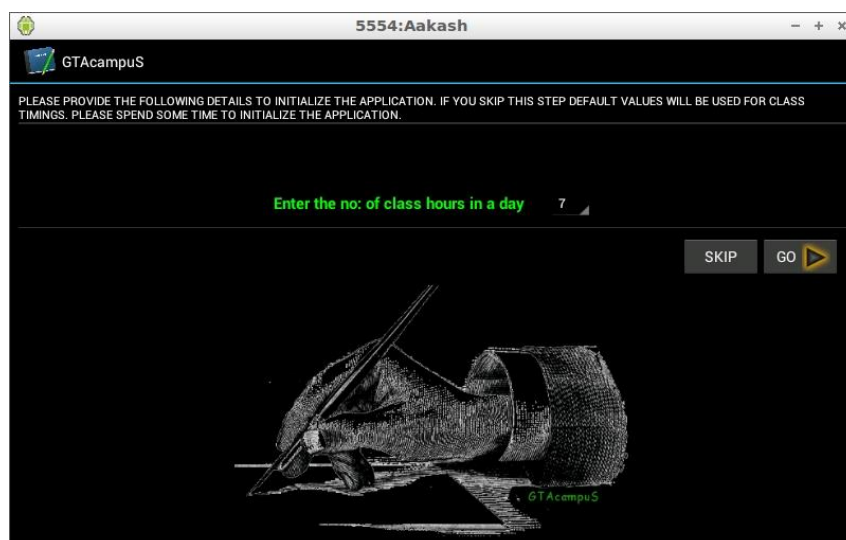 5554:Aakash
GTAcampuS
PLEASE PROVIDE THE FOLLOWING DETAILS TO INITIALIZE THE APPLICATION. IF YOU SKIP THIS STEP DEFAULT VALUES WILL BE USED FOR CLASS
TIMINGS. PLEASE SPEND SOME TIME TO INITIALIZE THE APPLICATION.
Enter the no: of class hours in a day 7
SKIP GO
GTAcampuS